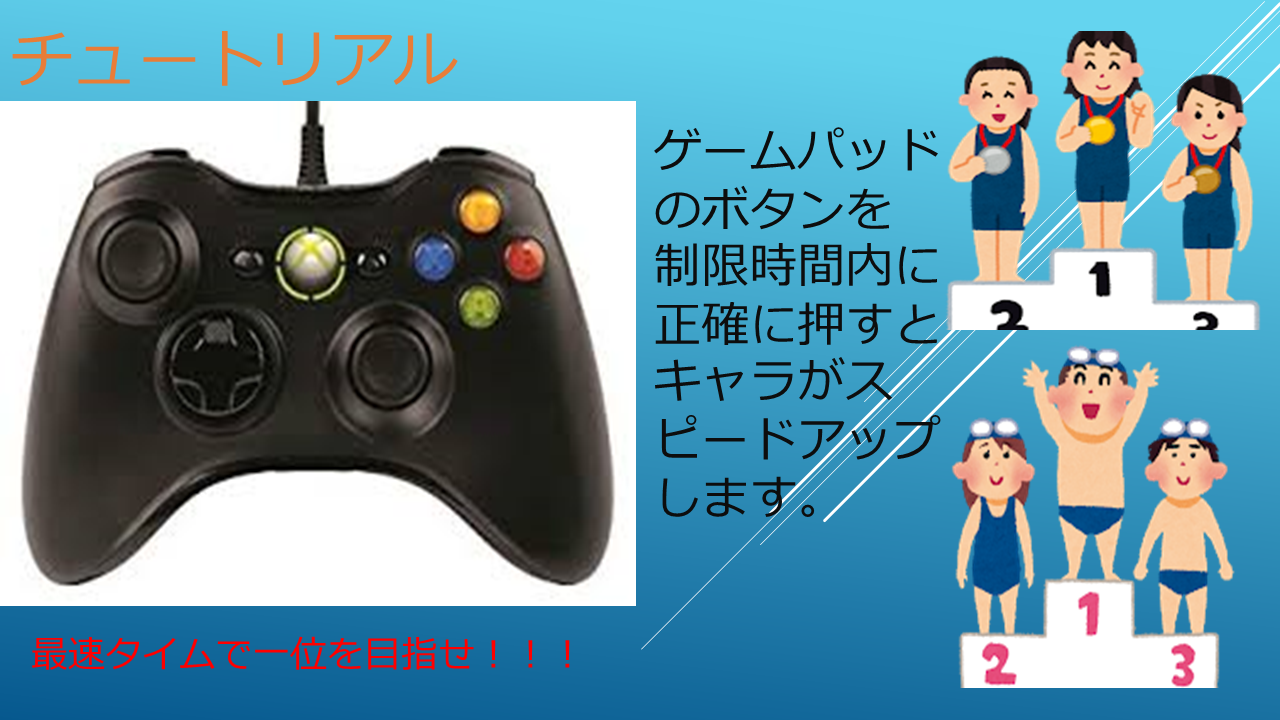 チュートリアル
ゲームパッド
のボタンを
制限時間内に
正確に押すと
キャラがス
ピードアップ
します。
最速タイムで一位を目指せ！！！
1
2
3
1
2
3